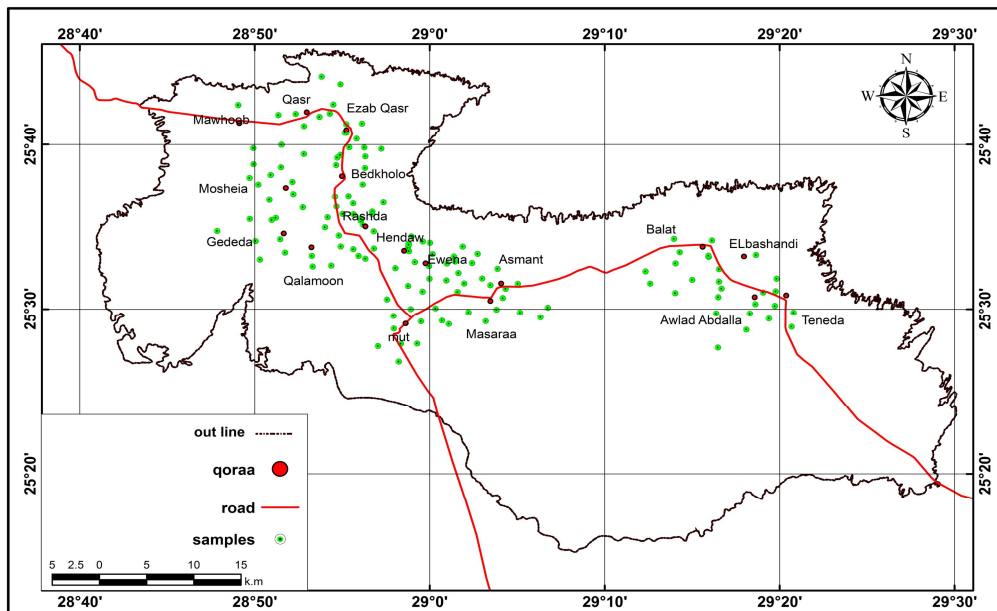 28°40' 28°50' 29°0' 29°10' 29°20' 29°31'
N
W E
S
Qasr
Ezab Qasr
Mawhoob
25°40' 25°40'
Bedkholo
Mosheia
Rashda
Gededa
Hendaw
Balat
ELbashandi
Ewena
Asmant
Qalamoon
25°30' 25°30'
mut
Masaraa
Awlad Abdalla
Teneda
out line
qoraa
25°20' 25°20'
road
samples
5 2.5 0 5 10 15
k.m
28°40' 28°50' 29°0' 29°10' 29°20' 29°30'